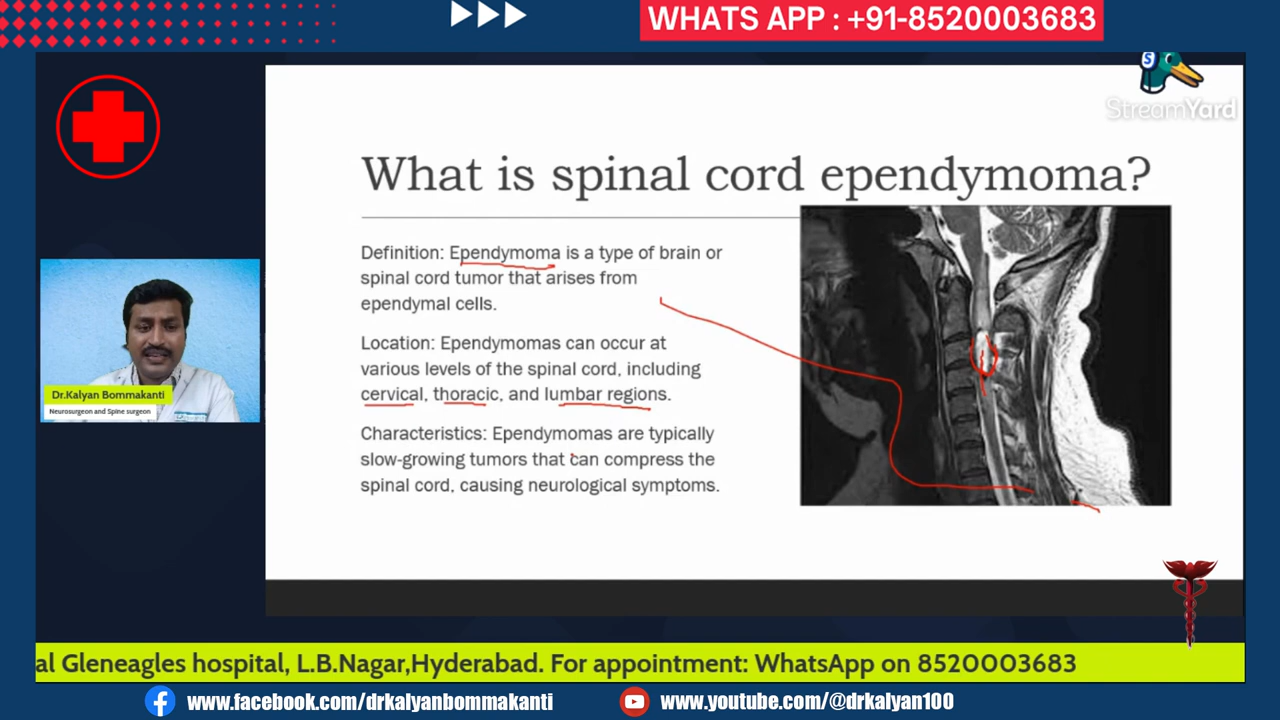 WHATS APP : +91-8520003683
S
StreamYard
What is spinal cord ependymoma?
Definition: Ependymoma is a type of brain or
spinal cord tumor that arises from
ependymal cells.
Location: Ependymomas can occur at
various levels of the spinal cord, including
cervical, thoracic, and lumbar regions.
Characteristics: Ependymomas are typically
slow-growing tumors that can compress the
spinal cord, causing neurological symptoms.
Dr.Kalyan Bommakanti
Neurosurgeon and Spine surgeon
al Gleneagles hospital, L.B.Nagar,Hyderabad. For appointment: WhatsApp on 8520003683
www.facebook.com/drkalyanbommakanti
www.youtube.com/@drkalyan100